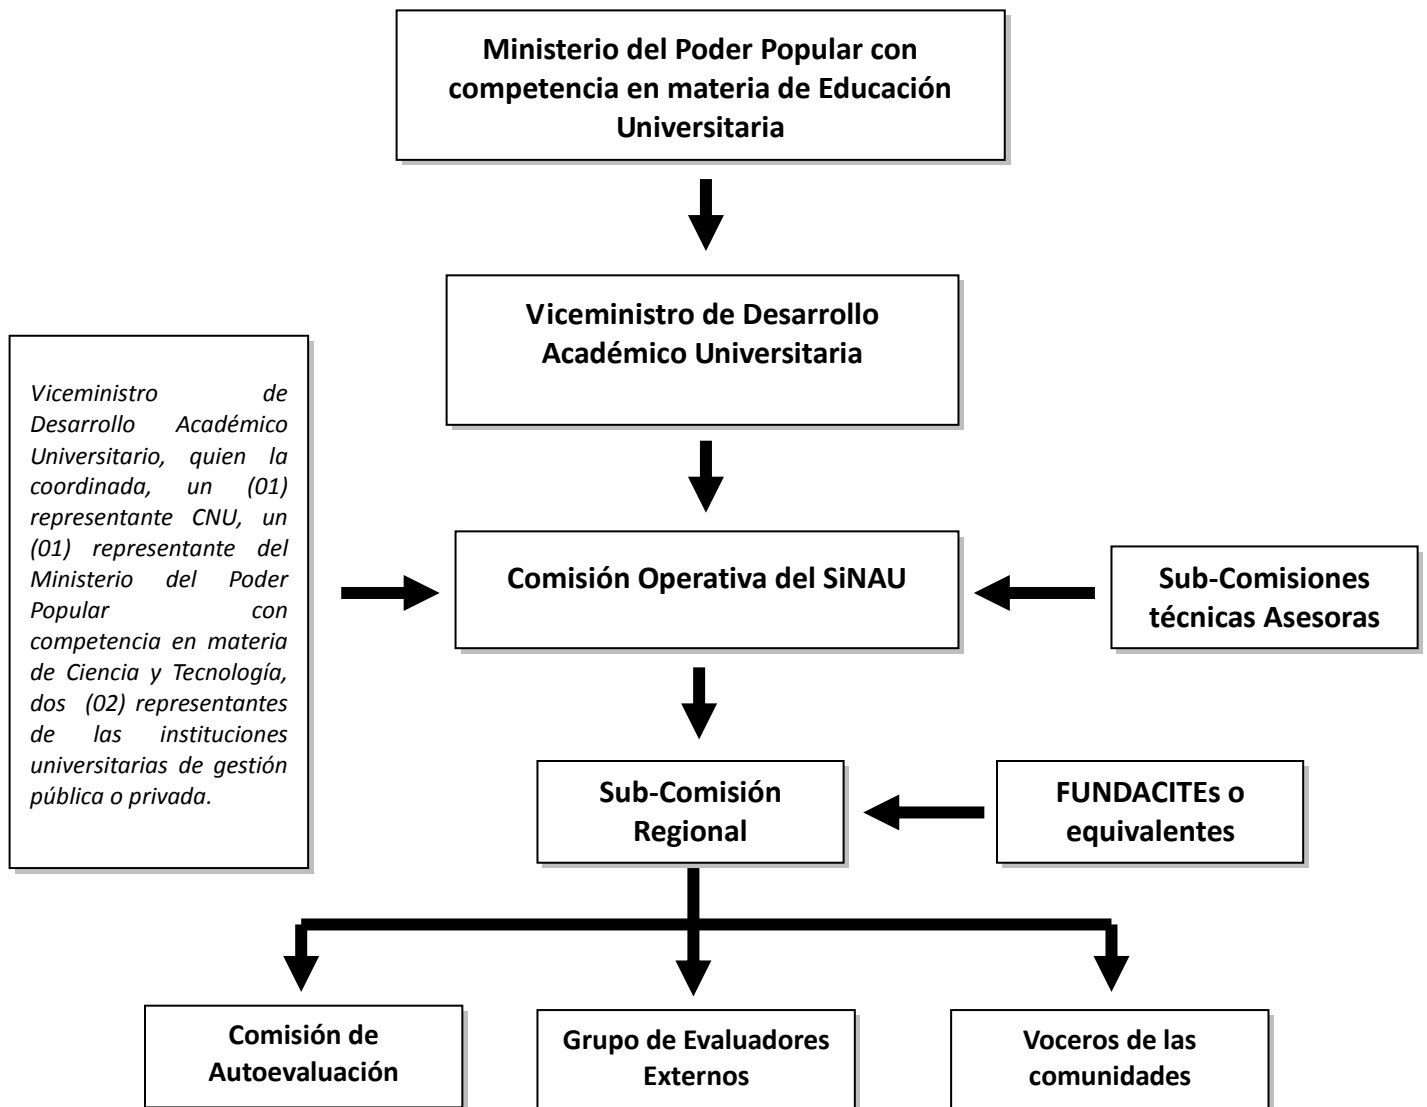 Ministerio del Poder Popular con
competencia en materia de Educación
Universitaria
Viceministro de Desarrollo
Académico Universitaria
Viceministro de
Desarrollo Académico
Universitario, quien la
coordinada, un (01)
representante CNU, un
(01) representante del
Ministerio del Poder
Popular con
competencia en materia
de Ciencia y Tecnología,
dos (02) representantes
de las instituciones
universitarias de gestión
pública o privada.
Comisión Operativa del SiNAU
Sub-Comisiones
técnicas Asesoras
Sub-Comisión
Regional
FUNDACITEs o
equivalentes
Comisión de
Autoevaluación
Grupo de Evaluadores
Externos
Voceros de las
comunidades